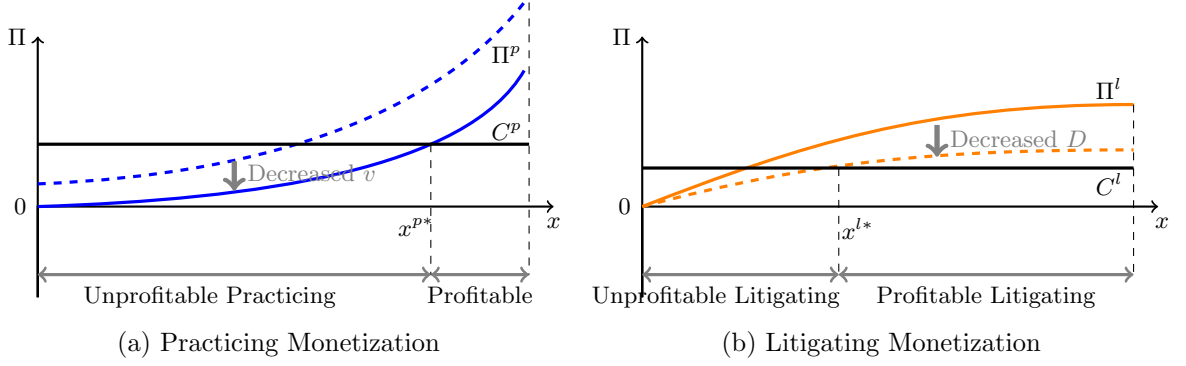 Π
Π^p
C^p
Decreased v
0
x^{p*}
x
Unprofitable Practicing
Profitable
(a) Practicing Monetization
Π
Π^l
Decreased D
C^l
0
x^{l*}
x
Unprofitable Litigating
Profitable Litigating
(b) Litigating Monetization